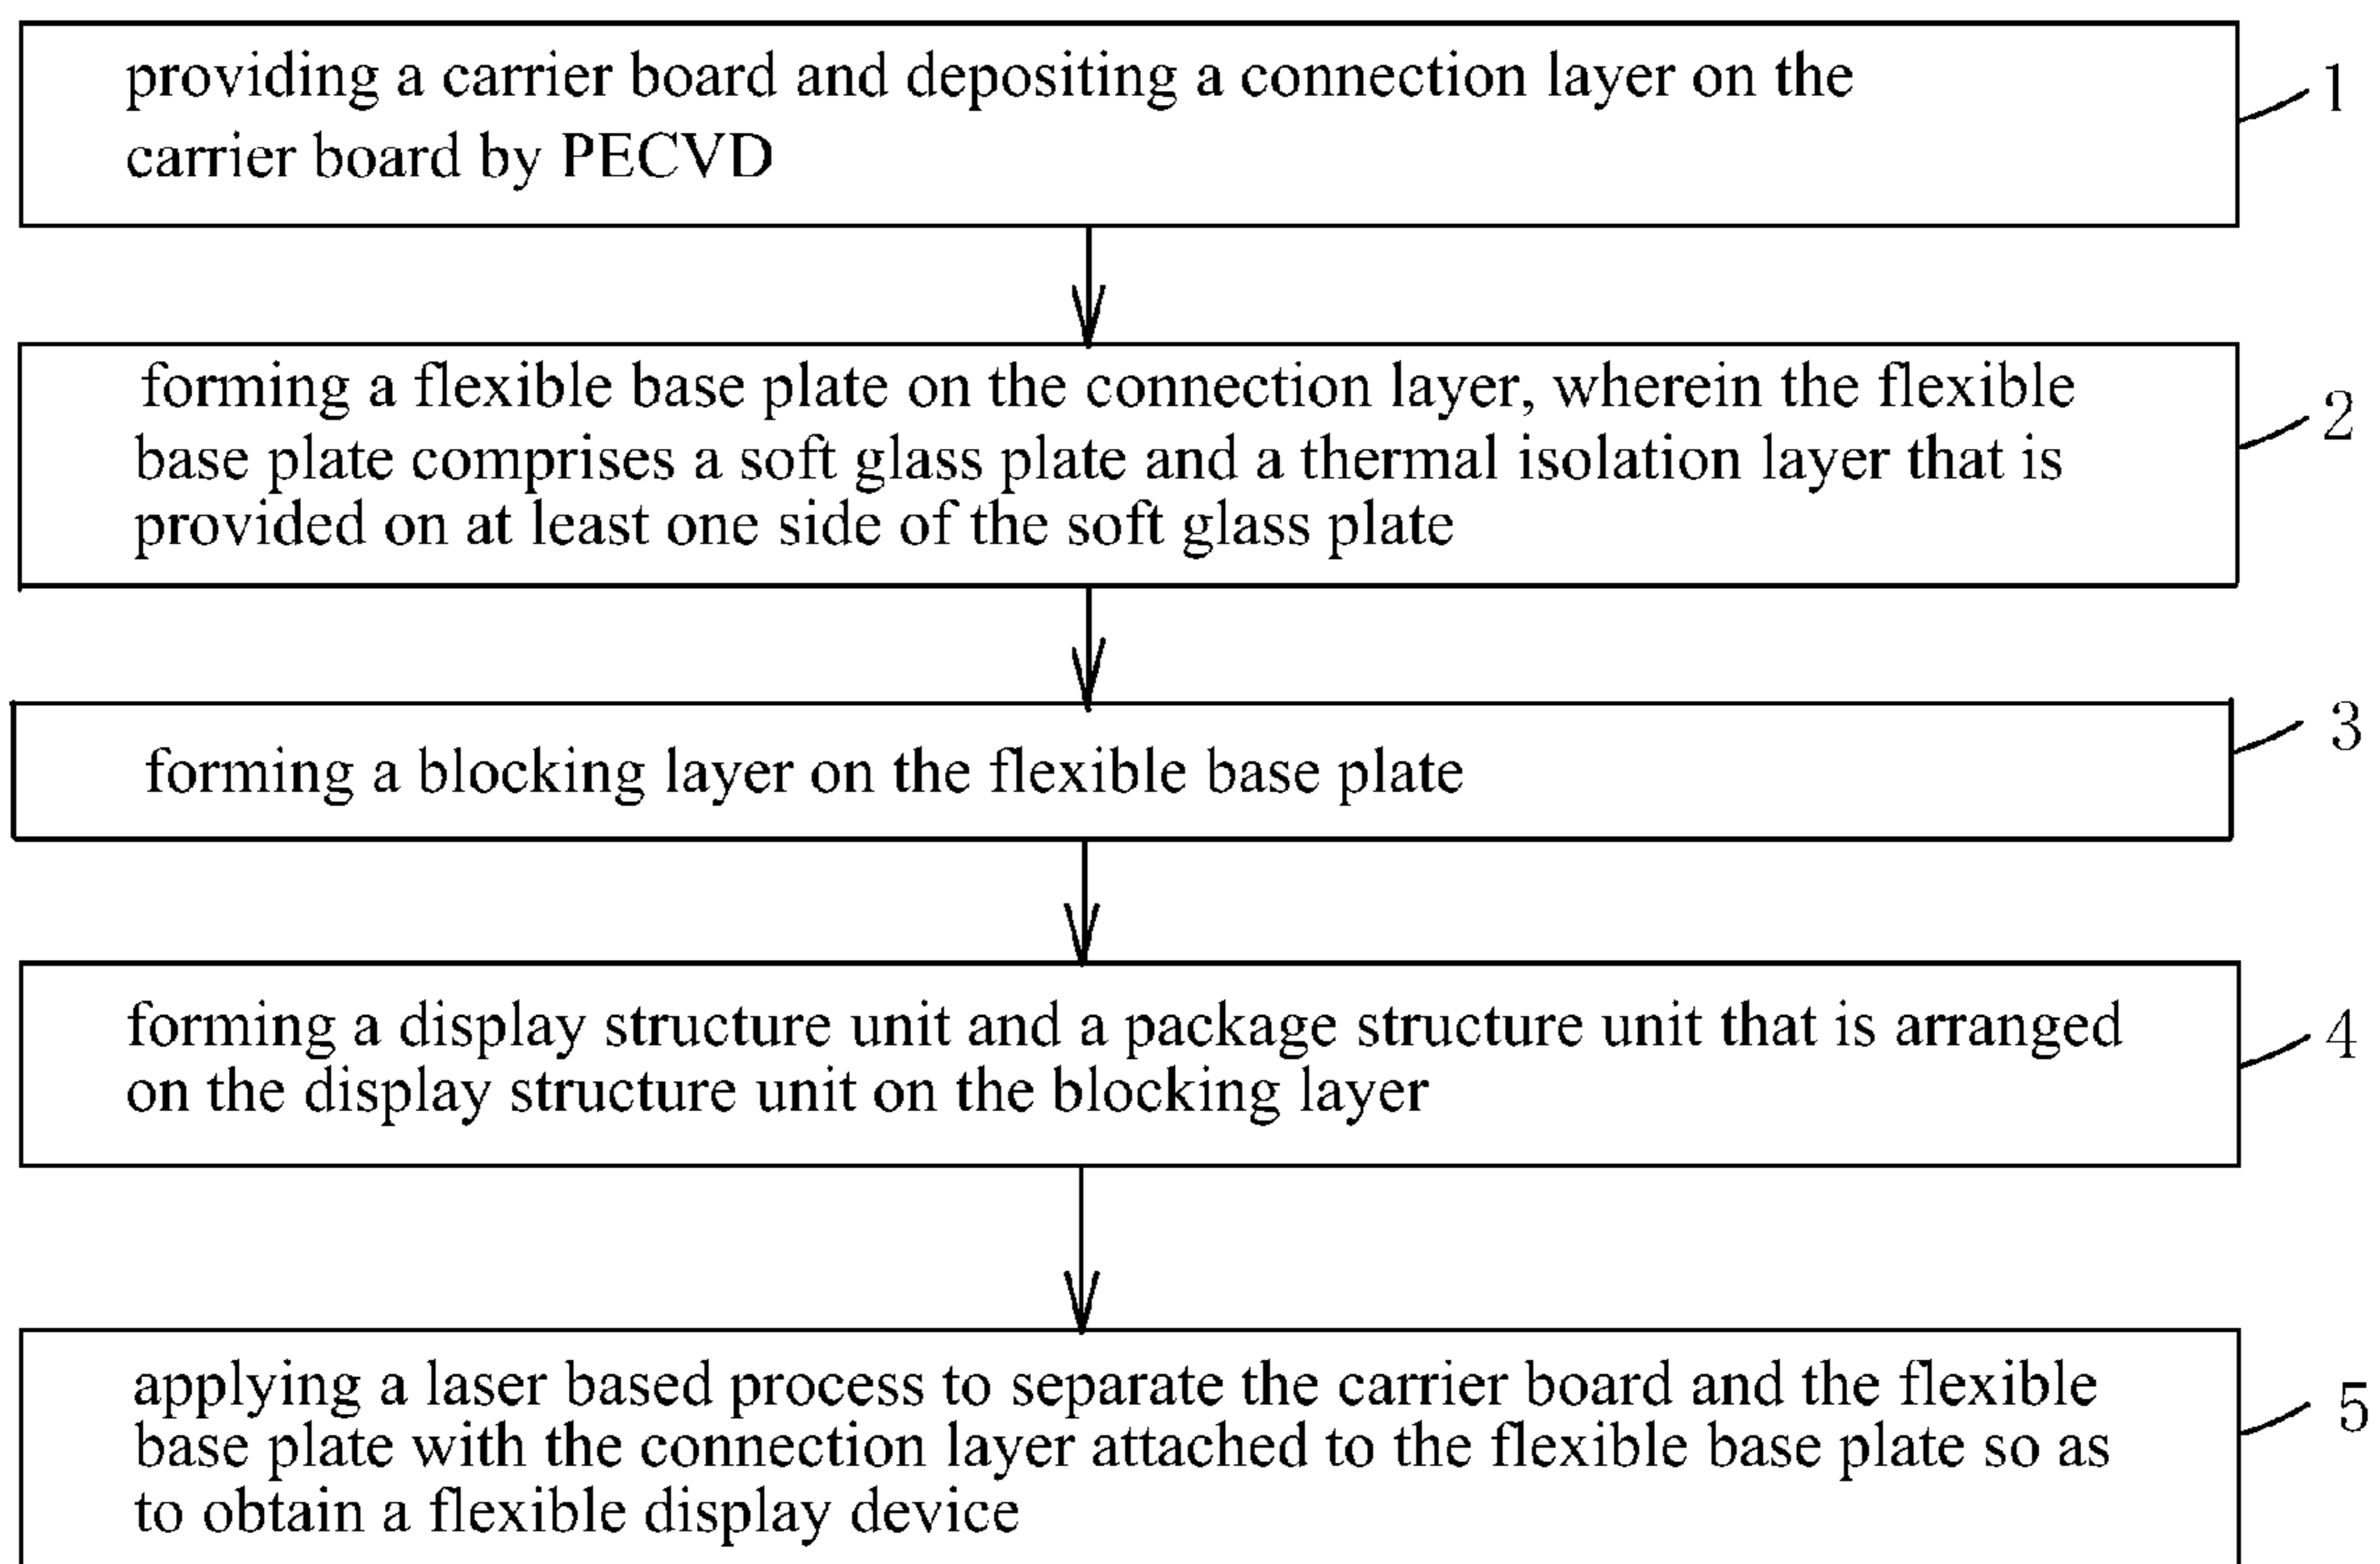 providing a carrier board and depositing a connection layer on the
carrier board by PECVD
1
forming a flexible base plate on the connection layer, wherein the flexible
base plate comprises a soft glass plate and a thermal isolation layer that is
provided on at least one side of the soft glass plate
2
forming a blocking layer on the flexible base plate
3
forming a display structure unit and a package structure unit that is arranged
on the display structure unit on the blocking layer
4
applying a laser based process to separate the carrier board and the flexible
base plate with the connection layer attached to the flexible base plate so as
to obtain a flexible display device
5